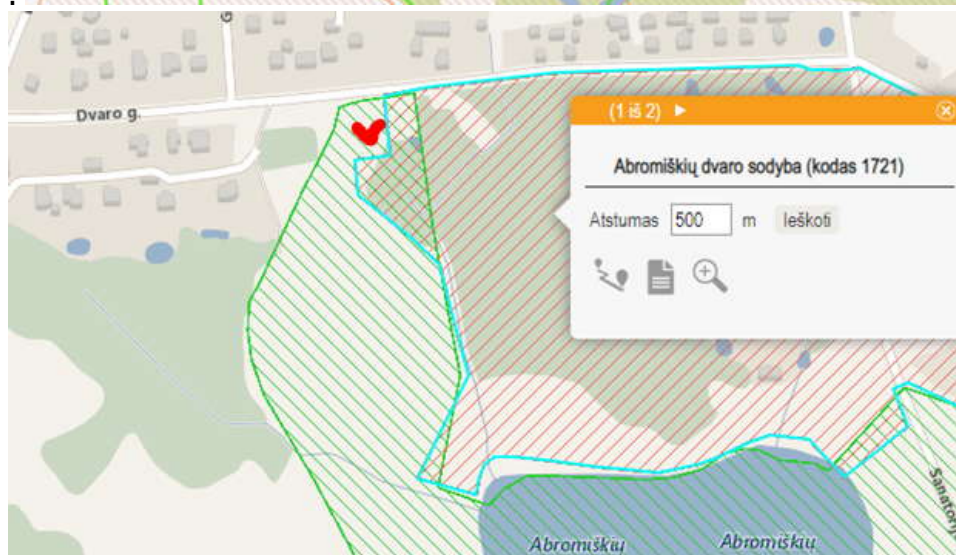 G
Dvaro g.
(1 iš 2)
Abromiškių dvaro sodyba (kodas 1721)
Atstumas 500 m Ieškoti
Sanatorij
Abromiškių Abromiškių